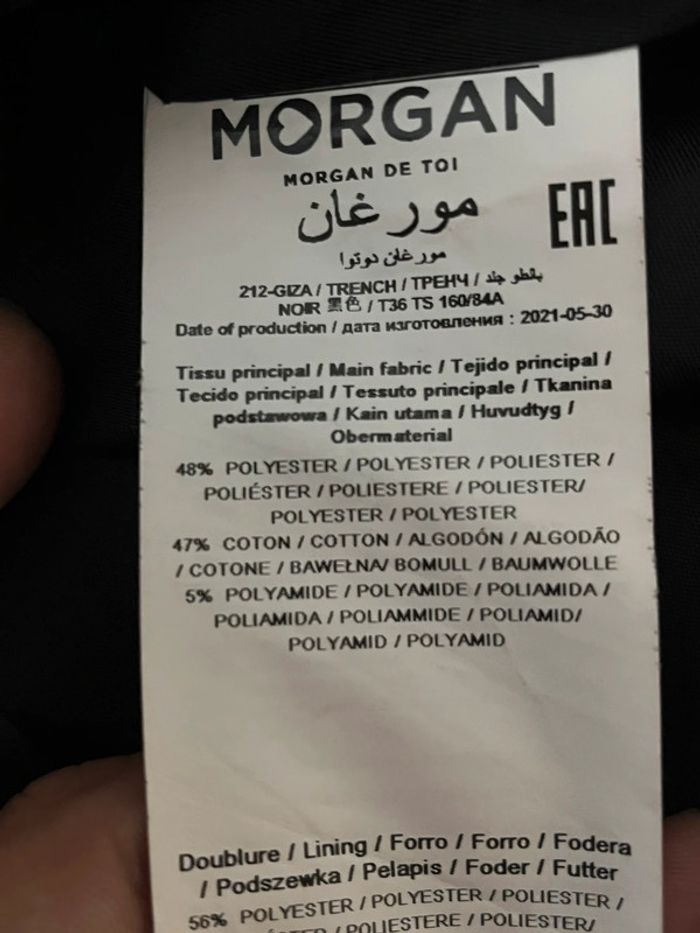 MORGAN
MORGAN DE TOI
مورغان
EAC
مورغان دوتوا
212-GIZA / TRENCH / ТРЕНЧ /
NOIR 黑色 / T36 TS 160/84A
Date of production / дата изготовления : 2021-05-30
Tissu principal / Main fabric / Tejido principal /
Tecido principal / Tessuto principale / Tkanina
podstawowa / Kain utama / Huvudtyg /
Obermaterial
48% POLYESTER / POLYESTER / POLIESTER /
POLIÉSTER / POLIESTERE / POLIESTER/
POLYESTER / POLYESTER
47% COTON / COTTON / ALGODÓN / ALGODÃO
/ COTONE / BAWEŁNA/ BOMULL / BAUMWOLLE
5% POLYAMIDE / POLYAMIDE / POLIAMIDA /
POLIAMIDA / POLIAMMIDE / POLIAMID/
POLYAMID / POLYAMID
Doublure / Lining / Forro / Forro / Fodera
/ Podszewka / Pelapis / Foder / Futter
56% POLYESTER / POLYESTER / POLIESTER /
/ POLIESTERE / POLIESTER/